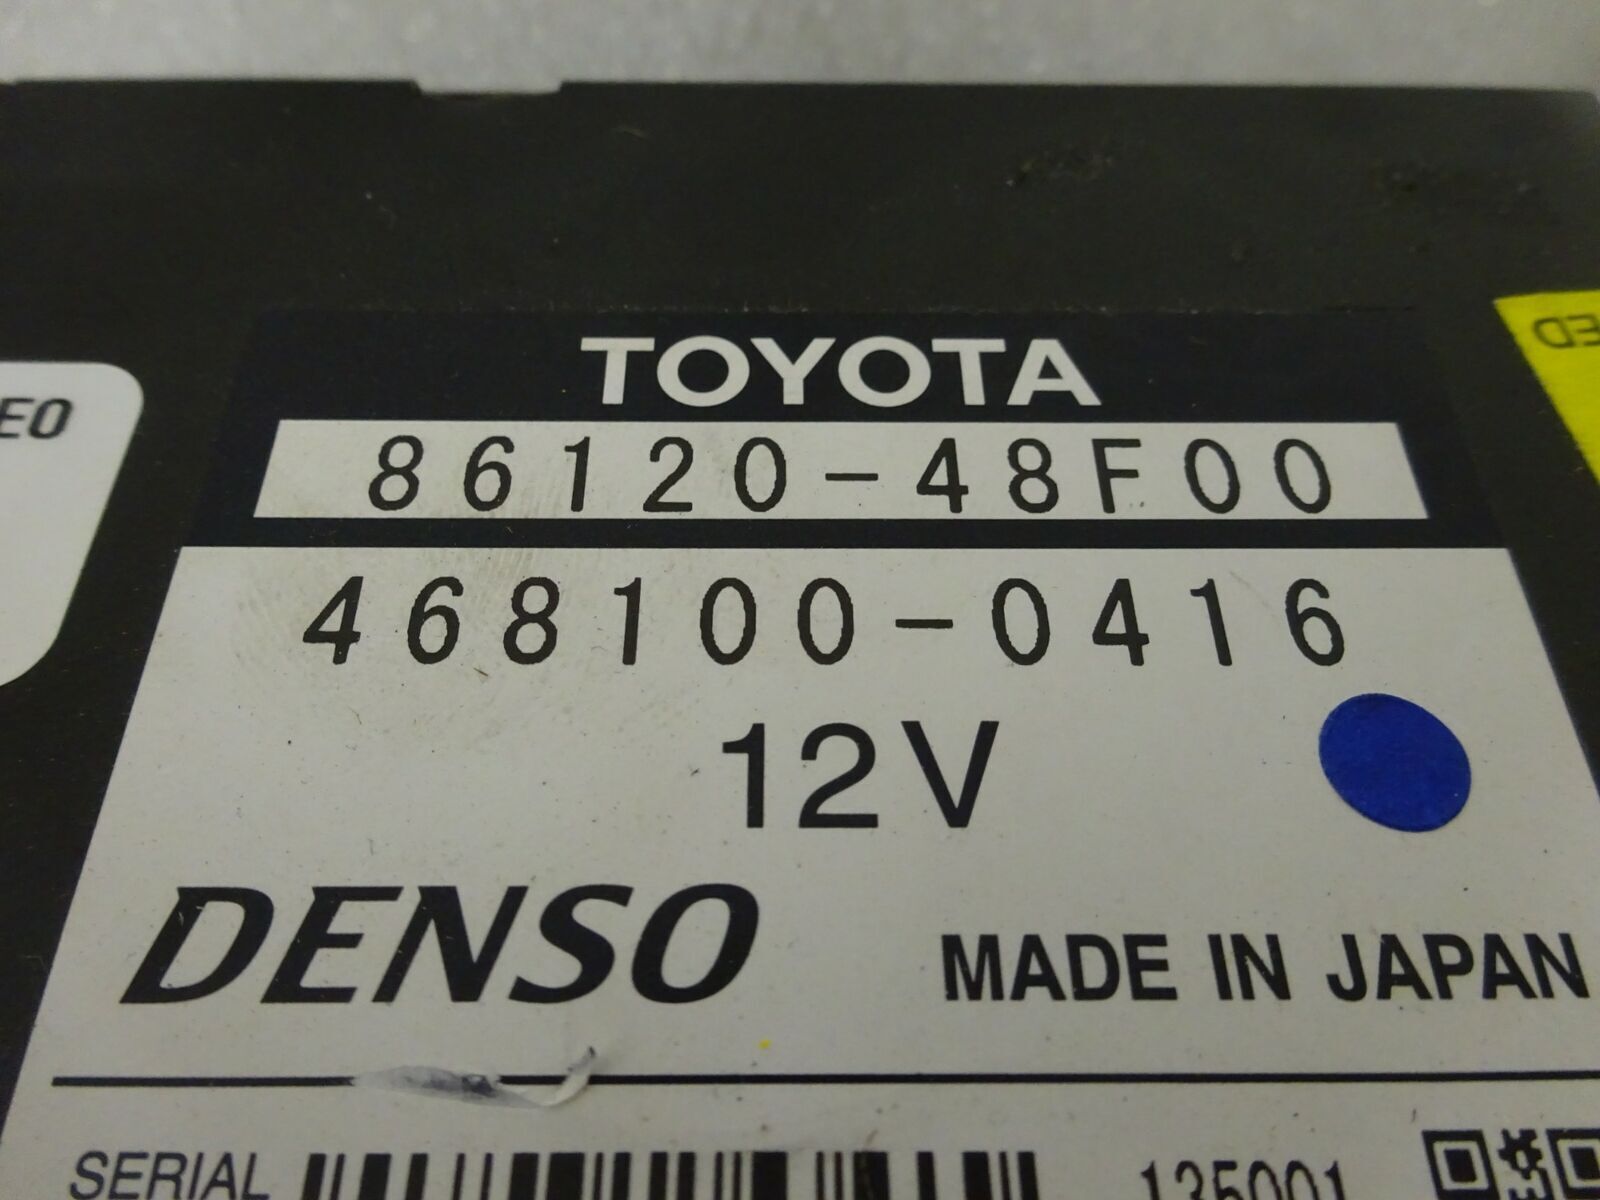 TOYOTA
EO
86120-48F00
468100-0416
12V
DENSO
MADE IN JAPAN
SERIAL
135001